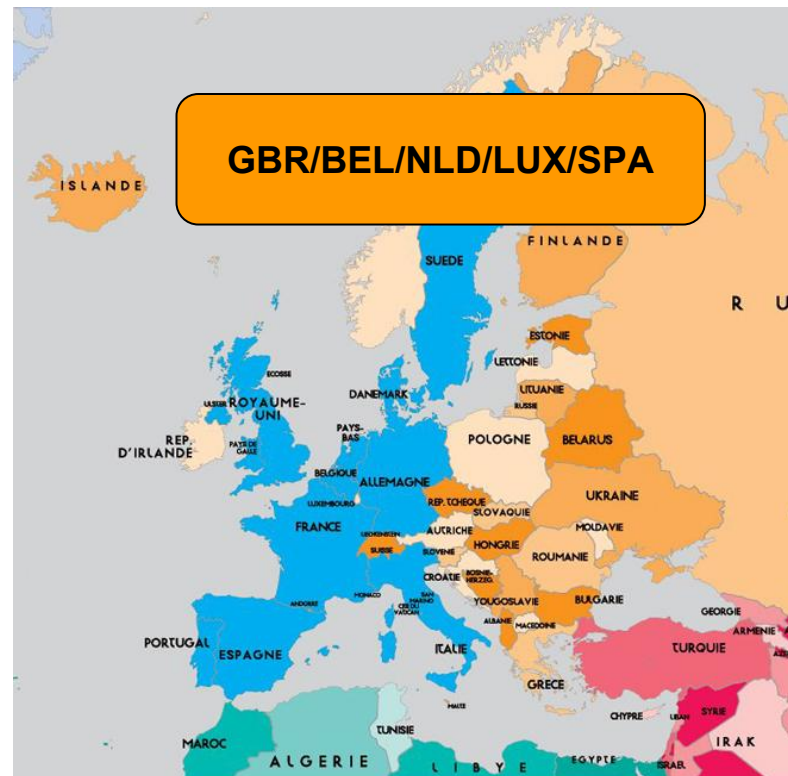 GBR/BEL/NLD/LUX/SPA
ISLANDE
FINLANDE
SUEDE
R U
ESTONIE
LETTONIE
ECOSSE
DANEMARK
LITUANIE
RUSSIE
ULSTER
ROYAUME-
UNI
PAYS-
BAS
REP.
D'IRLANDE
PAYS DE
GALLE
POLOGNE
BELARUS
BELGIQUE
ALLEMAGNE
LUXEMBOURG
REP. TCHEQUE
UKRAINE
SLOVAQUIE
FRANCE
AUTRICHE
MOLDAVIE
LIECHENSTEIN
SUISSE
HONGRIE
SLOVENIE
ROUMANIE
CROATIE
BOSNIE-
HERZEG.
MONACO
SAN
MARINO
ANDORRE
CITE DU
VATICAN
YOUGOSLAVIE
BULGARIE
GEORGIE
ALBANIE
MACEDOINE
ARMENIE
PORTUGAL
ESPAGNE
ITALIE
TURQUIE
GRECE
MALTE
CHYPRE
LIBAN
SYRIE
TUNISIE
MAROC
IRAK
ALGERIE
LIBYE
EGYPTE
ISRAEL